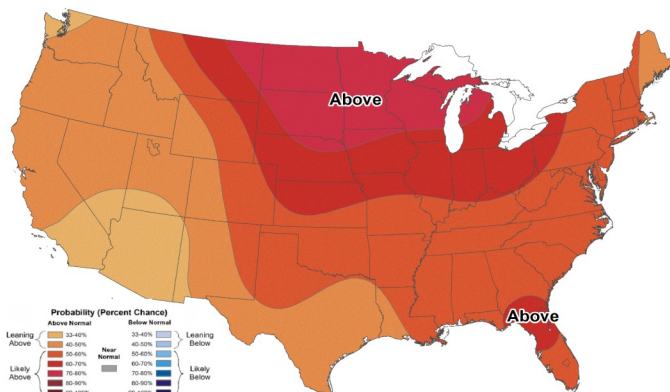 Above
Above
Probability (Percent Chance)
Above Normal
Below Normal
Leaning
Above
33-40%
40-50%
33-40%
40-50%
Leaning
Below
Near
Normal
Likely
Above
50-60%
60-70%
70-80%
80-90%
50-60%
60-70%
70-80%
80-90%
Likely
Below